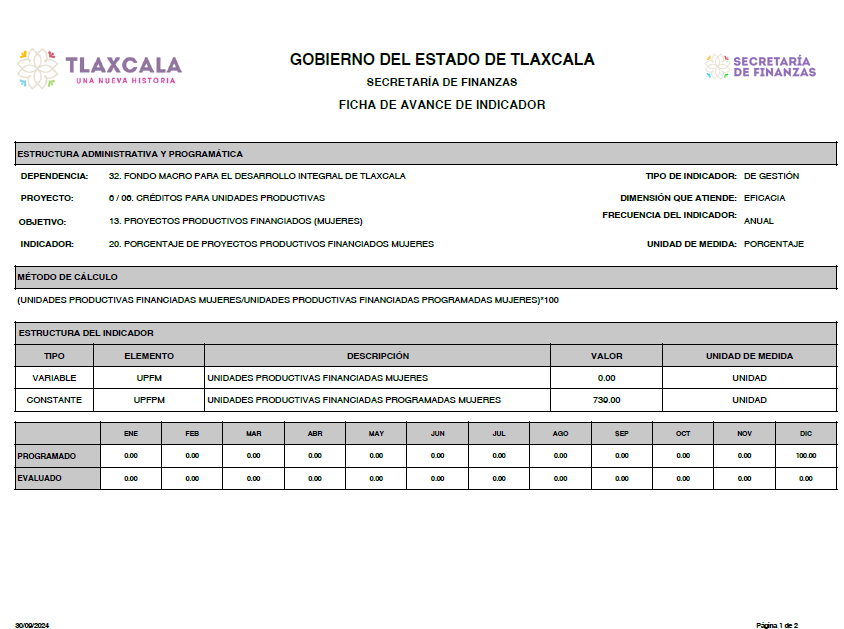 TLAXCALA
UNA NUEVA HISTORIA
GOBIERNO DEL ESTADO DE TLAXCALA
SECRETARÍA DE FINANZAS
FICHA DE AVANCE DE INDICADOR
SECRETARÍA
DE FINANZAS
ESTRUCTURA ADMINISTRATIVA Y PROGRAMÁTICA
DEPENDENCIA: 32. FONDO MACRO PARA EL DESARROLLO INTEGRAL DE TLAXCALA TIPO DE INDICADOR: DE GESTIÓN
PROYECTO: 6 / 06. CRÉDITOS PARA UNIDADES PRODUCTIVAS DIMENSIÓN QUE ATIENDE: EFICACIA
OBJETIVO: 13. PROYECTOS PRODUCTIVOS FINANCIADOS (MUJERES) FRECUENCIA DEL INDICADOR: ANUAL
INDICADOR: 20. PORCENTAJE DE PROYECTOS PRODUCTIVOS FINANCIADOS MUJERES UNIDAD DE MEDIDA: PORCENTAJE
MÉTODO DE CÁLCULO
(UNIDADES PRODUCTIVAS FINANCIADAS MUJERES/UNIDADES PRODUCTIVAS FINANCIADAS PROGRAMADAS MUJERES)*100
ESTRUCTURA DEL INDICADOR
TIPO ELEMENTO DESCRIPCIÓN VALOR UNIDAD DE MEDIDA
VARIABLE UPFM UNIDADES PRODUCTIVAS FINANCIADAS MUJERES 0.00 UNIDAD
CONSTANTE UPFPM UNIDADES PRODUCTIVAS FINANCIADAS PROGRAMADAS MUJERES 739.00 UNIDAD
ENE FEB MAR ABR MAY JUN JUL AGO SEP OCT NOV DIC
PROGRAMADO 0.00 0.00 0.00 0.00 0.00 0.00 0.00 0.00 0.00 0.00 0.00 100.00
EVALUADO 0.00 0.00 0.00 0.00 0.00 0.00 0.00 0.00 0.00 0.00 0.00 0.00
30/09/2024 Página 1 de 2